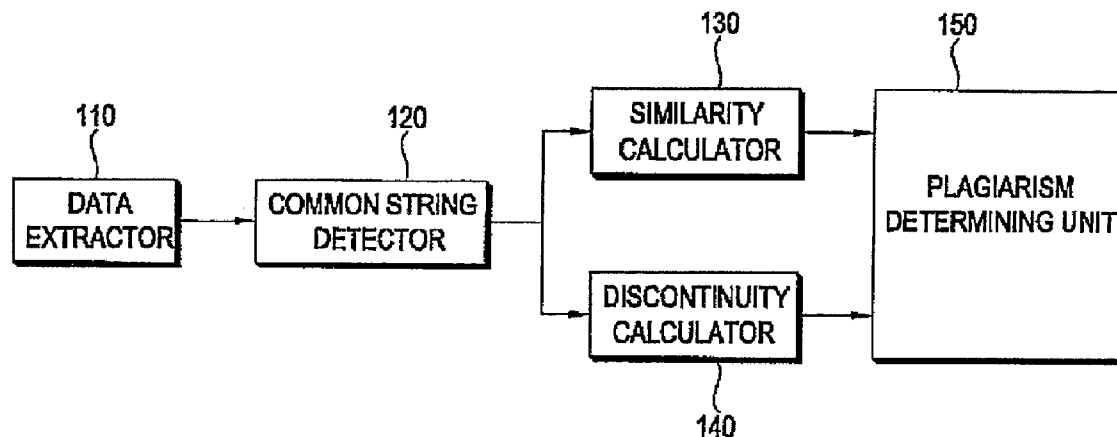 130
150
110
120
SIMILARITY
CALCULATOR
DATA
EXTRACTOR
COMMON STRING
DETECTOR
PLAGIARISM
DETERMINING UNIT
DISCONTINUITY
CALCULATOR
140